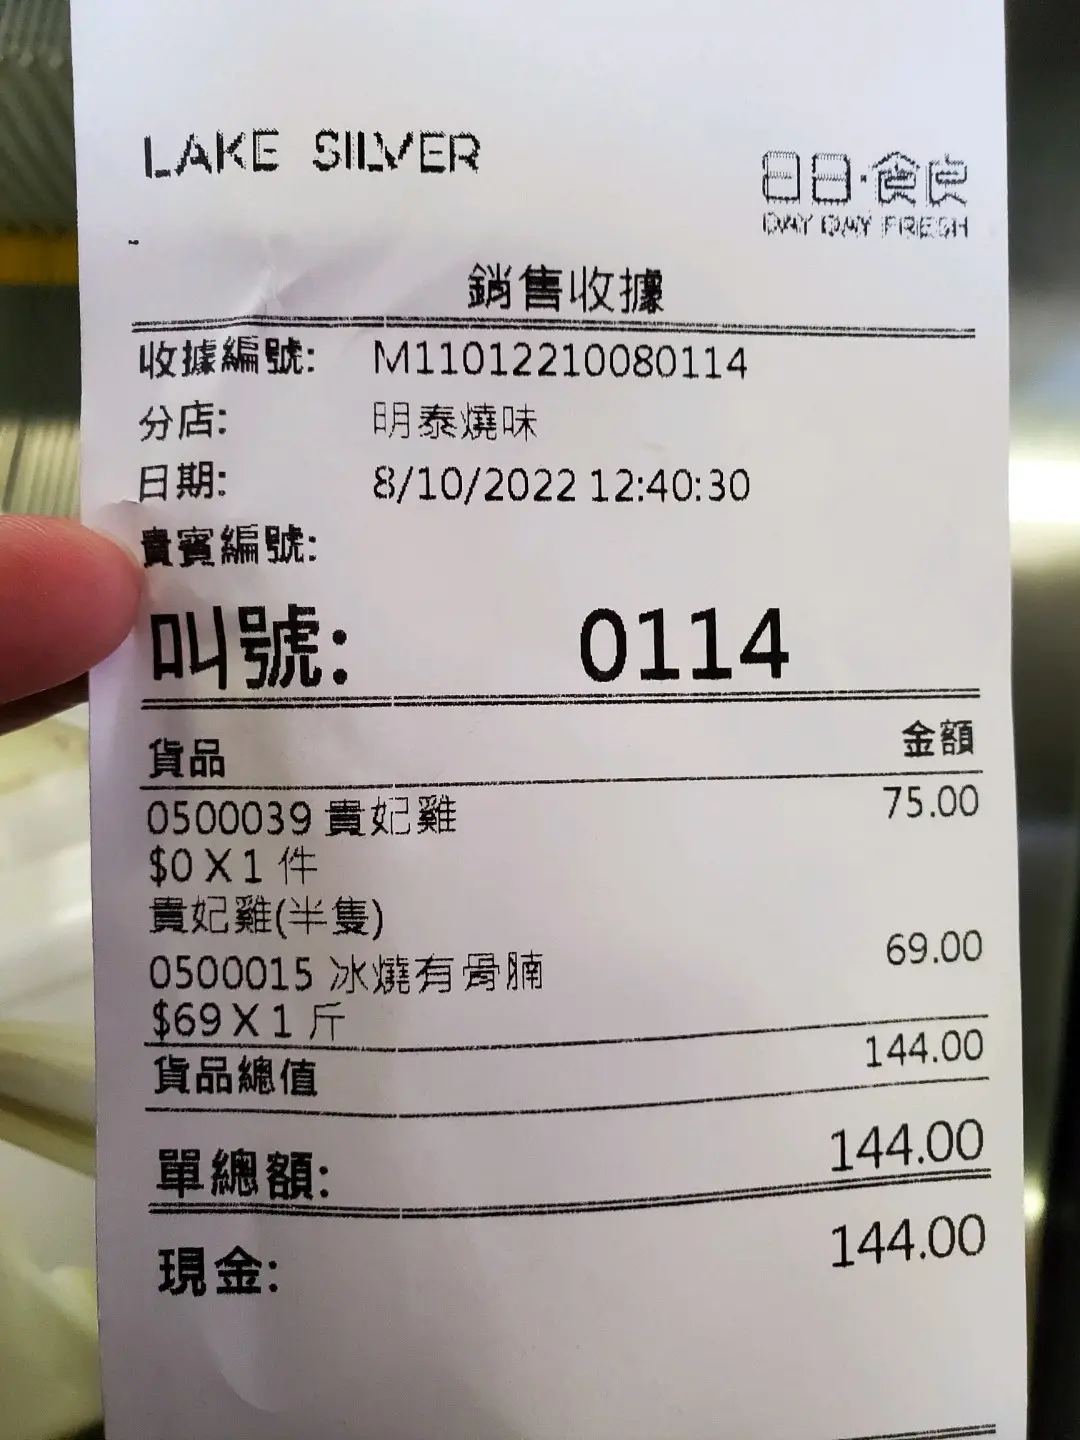 LAKE SILVER
日日·食良
DAY DAY FRESH
銷售收據
收據編號: M11012210080114
分店: 明泰燒味
日期: 8/10/2022 12:40:30
貴賓編號:
叫號: 0114
貨品 金額
0500039 貴妃雞 75.00
$0 X 1 件
貴妃雞(半隻)
0500015 冰燒有骨腩 69.00
$69 X 1 斤
貨品總值 144.00
單總額: 144.00
現金: 144.00